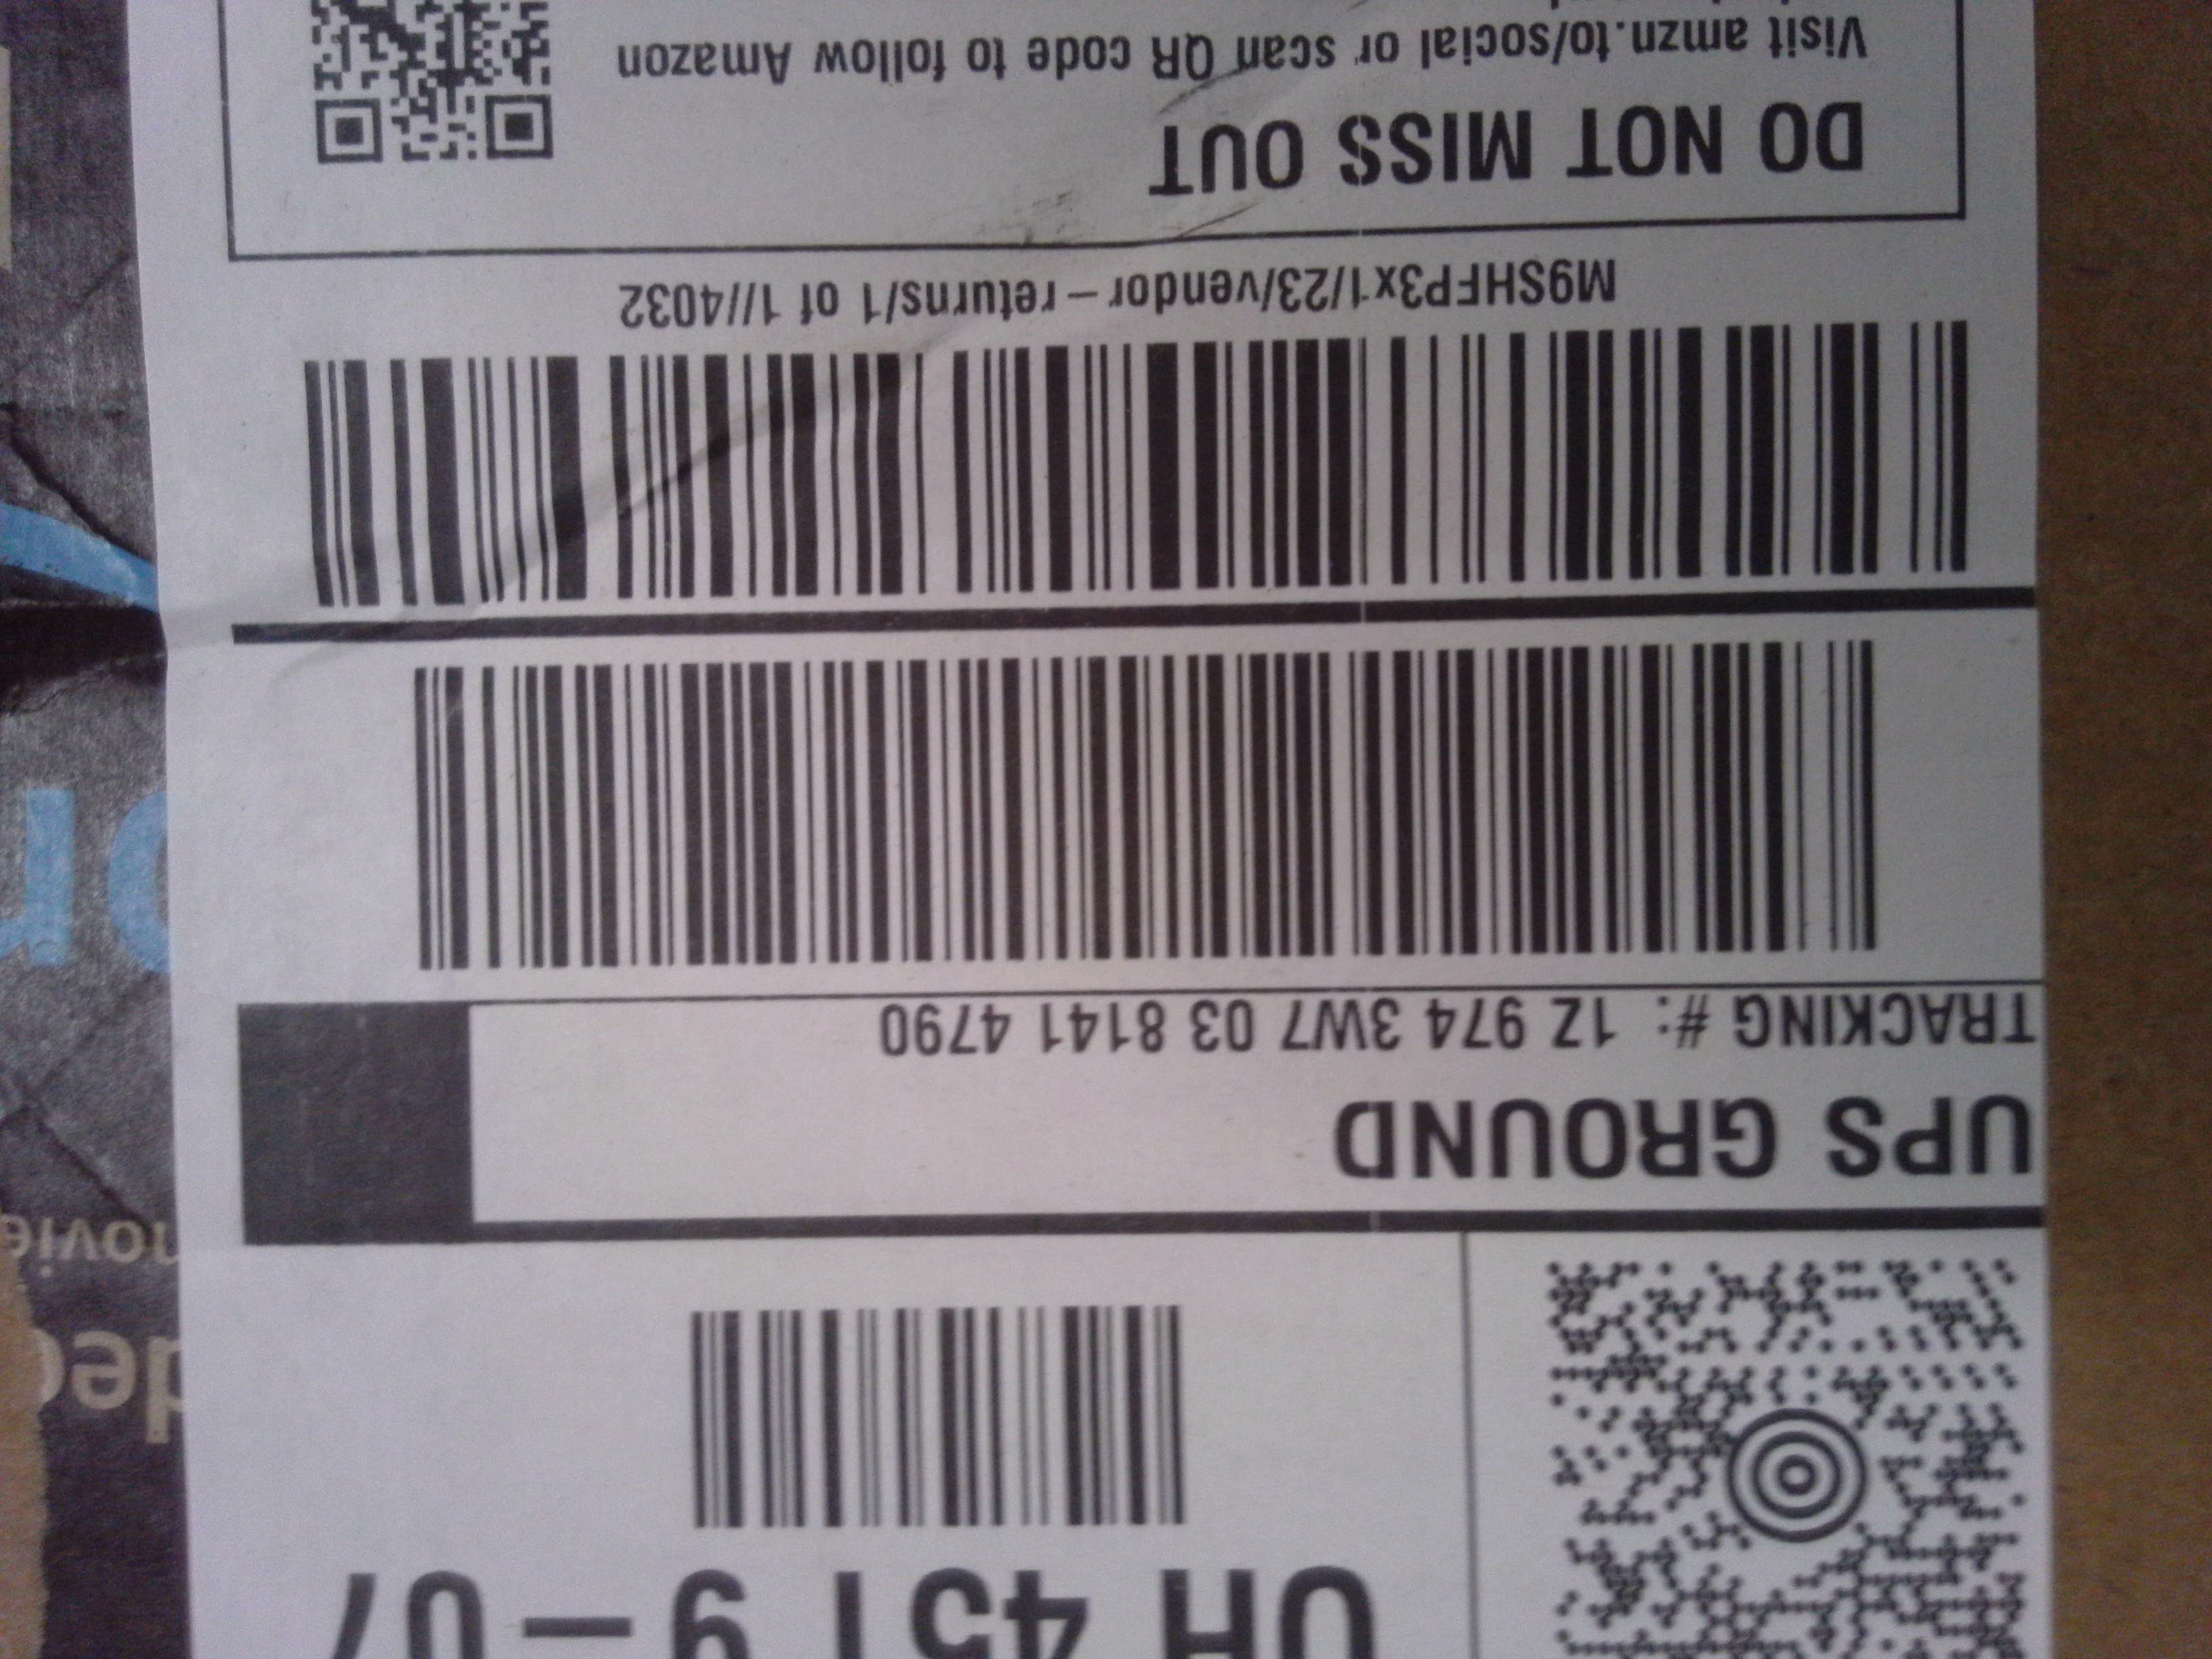 OH 451 9-07
UPS GROUND
TRACKING #: 1Z 974 3W7 03 8141 4790
M9SHFP3x1/23/vendor-returns/1 of 1//4032
DO NOT MISS OUT
Visit amzn.to/social or scan QR code to follow Amazon